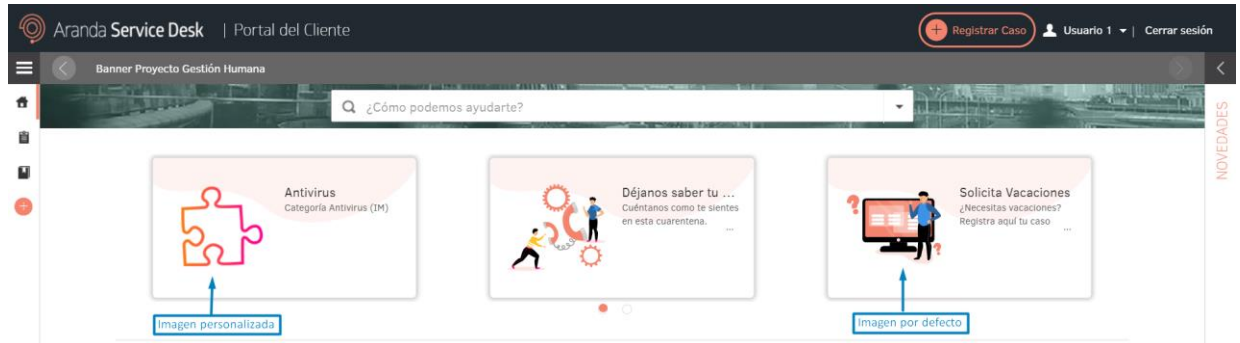 Aranda Service Desk | Portal del Cliente
Registrar Caso
Usuario 1 | Cerrar sesión
Banner Proyecto Gestión Humana
¿Cómo podemos ayudarte?
NOVEDADES
Antivirus
Categoría Antivirus (IM)
Déjanos saber tu ...
Cuéntanos como te sientes
en esta cuarentena.
...
Solicita Vacaciones
¿Necesitas vacaciones?
Registra aquí tu caso
...
Imagen personalizada
Imagen por defecto